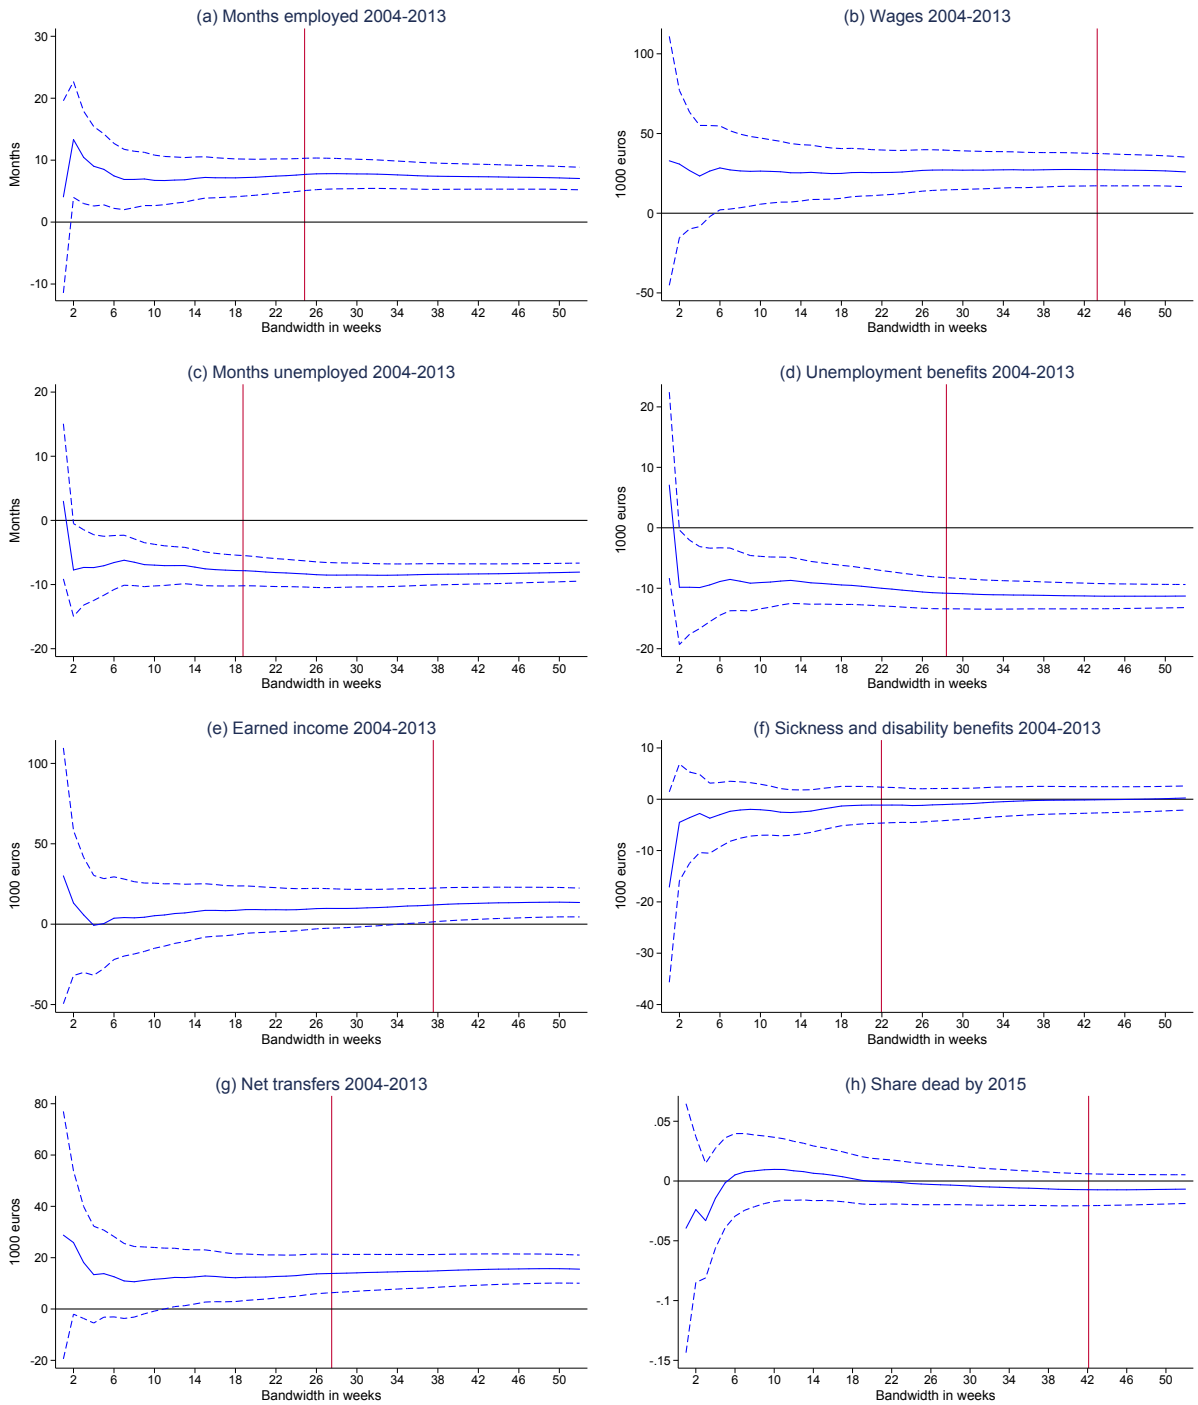 (a) Months employed 2004-2013
30
20
10
0
-10
Months
2 6 10 14 18 22 26 30 34 38 42 46 50
Bandwidth in weeks
(b) Wages 2004-2013
100
50
0
-50
1000 euros
2 6 10 14 18 22 26 30 34 38 42 46 50
Bandwidth in weeks
(c) Months unemployed 2004-2013
20
10
0
-10
-20
Months
2 6 10 14 18 22 26 30 34 38 42 46 50
Bandwidth in weeks
(d) Unemployment benefits 2004-2013
20
10
0
-10
-20
1000 euros
2 6 10 14 18 22 26 30 34 38 42 46 50
Bandwidth in weeks
(e) Earned income 2004-2013
100
50
0
-50
1000 euros
2 6 10 14 18 22 26 30 34 38 42 46 50
Bandwidth in weeks
(f) Sickness and disability benefits 2004-2013
10
0
-10
-20
-30
-40
1000 euros
2 6 10 14 18 22 26 30 34 38 42 46 50
Bandwidth in weeks
(g) Net transfers 2004-2013
80
60
40
20
0
-20
1000 euros
2 6 10 14 18 22 26 30 34 38 42 46 50
Bandwidth in weeks
(h) Share dead by 2015
.05
0
-.05
-.1
-.15
2 6 10 14 18 22 26 30 34 38 42 46 50
Bandwidth in weeks